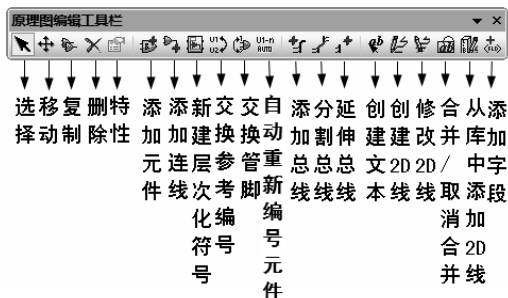 原理图编辑工具栏
U1
U2
U1-n
AUTO
选择
移动
复制
删除
特性
添加元件
添加连线
新建层次化符号
交换参考编号
交换管脚
自动重新编号元件
添加总线
分割总线
延伸总线
创建文本
创建2D线
修改2D线
合并/取消合并
从库中添加2D线
添加字段